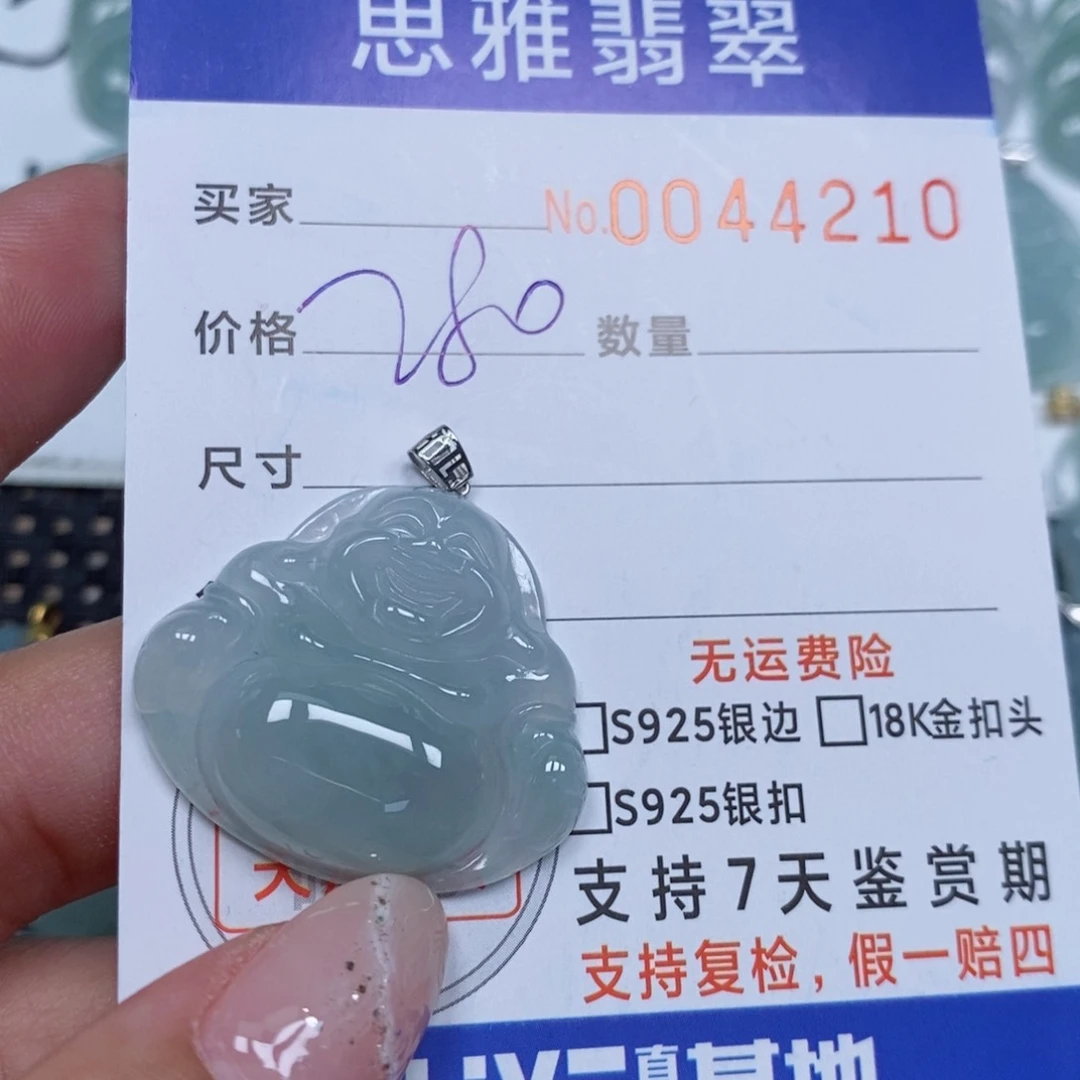 思雅翡翠
买家 No.0044210
价格 280 数量
尺寸
无运费险
S925银边 18K金扣头
S925银扣
支持7天鉴赏期
支持复检，假一赔四
基地